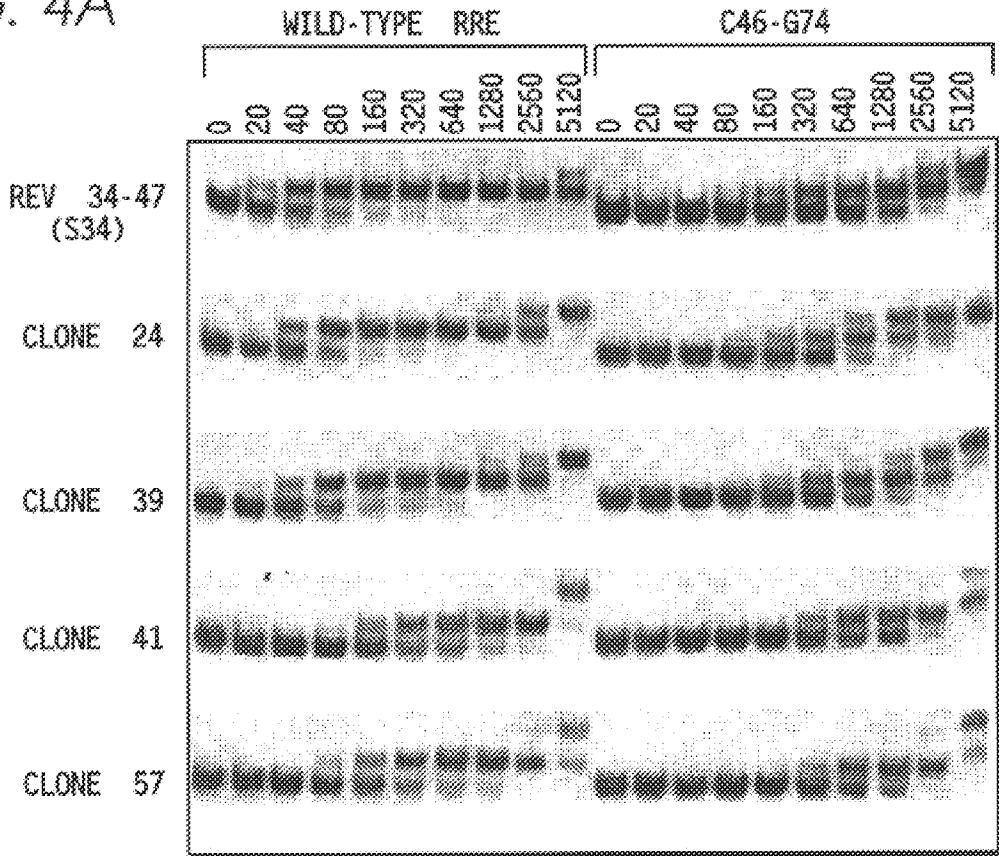 . 4A
WILD-TYPE RRE C46-G74
0 20 40 80 160 320 640 1280 2560 5120 0 20 40 80 160 320 640 1280 2560 5120
REV 34-47
(S34)
CLONE 24
CLONE 39
CLONE 41
CLONE 57